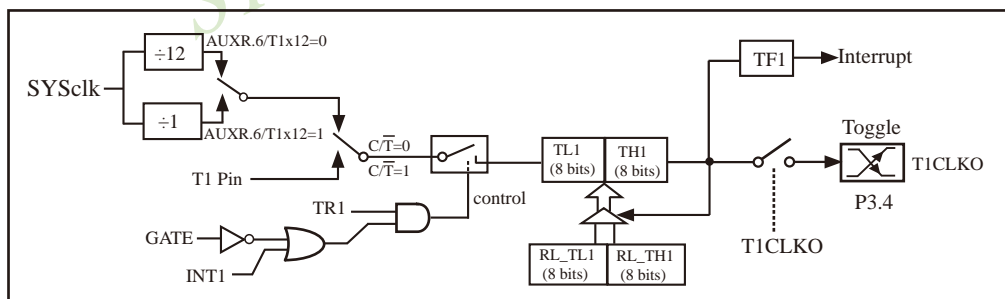 ÷12
AUXR.6/T1x12=0
SYSclk
÷1
AUXR.6/T1x12=1
T1 Pin
C/T̅=0
C/T̅=1
TR1
GATE
INT1
control
TL1
(8 bits)
TH1
(8 bits)
RL_TL1
(8 bits)
RL_TH1
(8 bits)
TF1
Interrupt
Toggle
T1CLKO
P3.4
T1CLKO